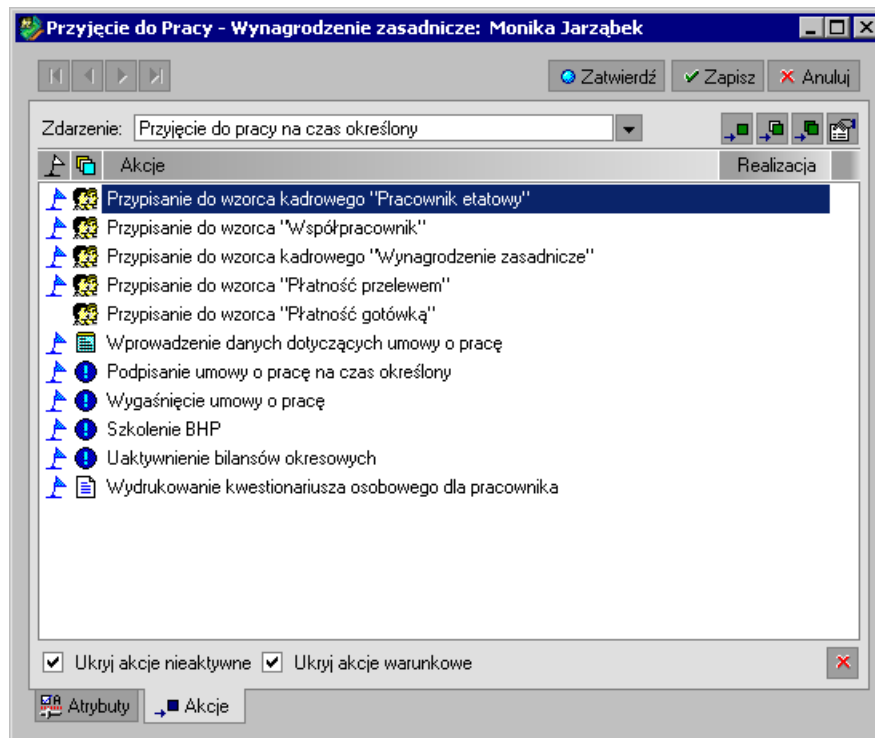 Przyjęcie do Pracy - Wynagrodzenie zasadnicze: Monika Jarząbek
Zatwierdź Zapisz Anuluj
Zdarzenie: Przyjęcie do pracy na czas określony
Akcje Realizacja
Przypisanie do wzorca kadrowego "Pracownik etatowy"
Przypisanie do wzorca "Współpracownik"
Przypisanie do wzorca kadrowego "Wynagrodzenie zasadnicze"
Przypisanie do wzorca "Płatność przelewem"
Przypisanie do wzorca "Płatność gotówką"
Wprowadzenie danych dotyczących umowy o pracę
Podpisanie umowy o pracę na czas określony
Wygaśnięcie umowy o pracę
Szkolenie BHP
Uaktywnienie bilansów okresowych
Wydrukowanie kwestionariusza osobowego dla pracownika
Ukryj akcje nieaktywne Ukryj akcje warunkowe
Atrybuty Akcje